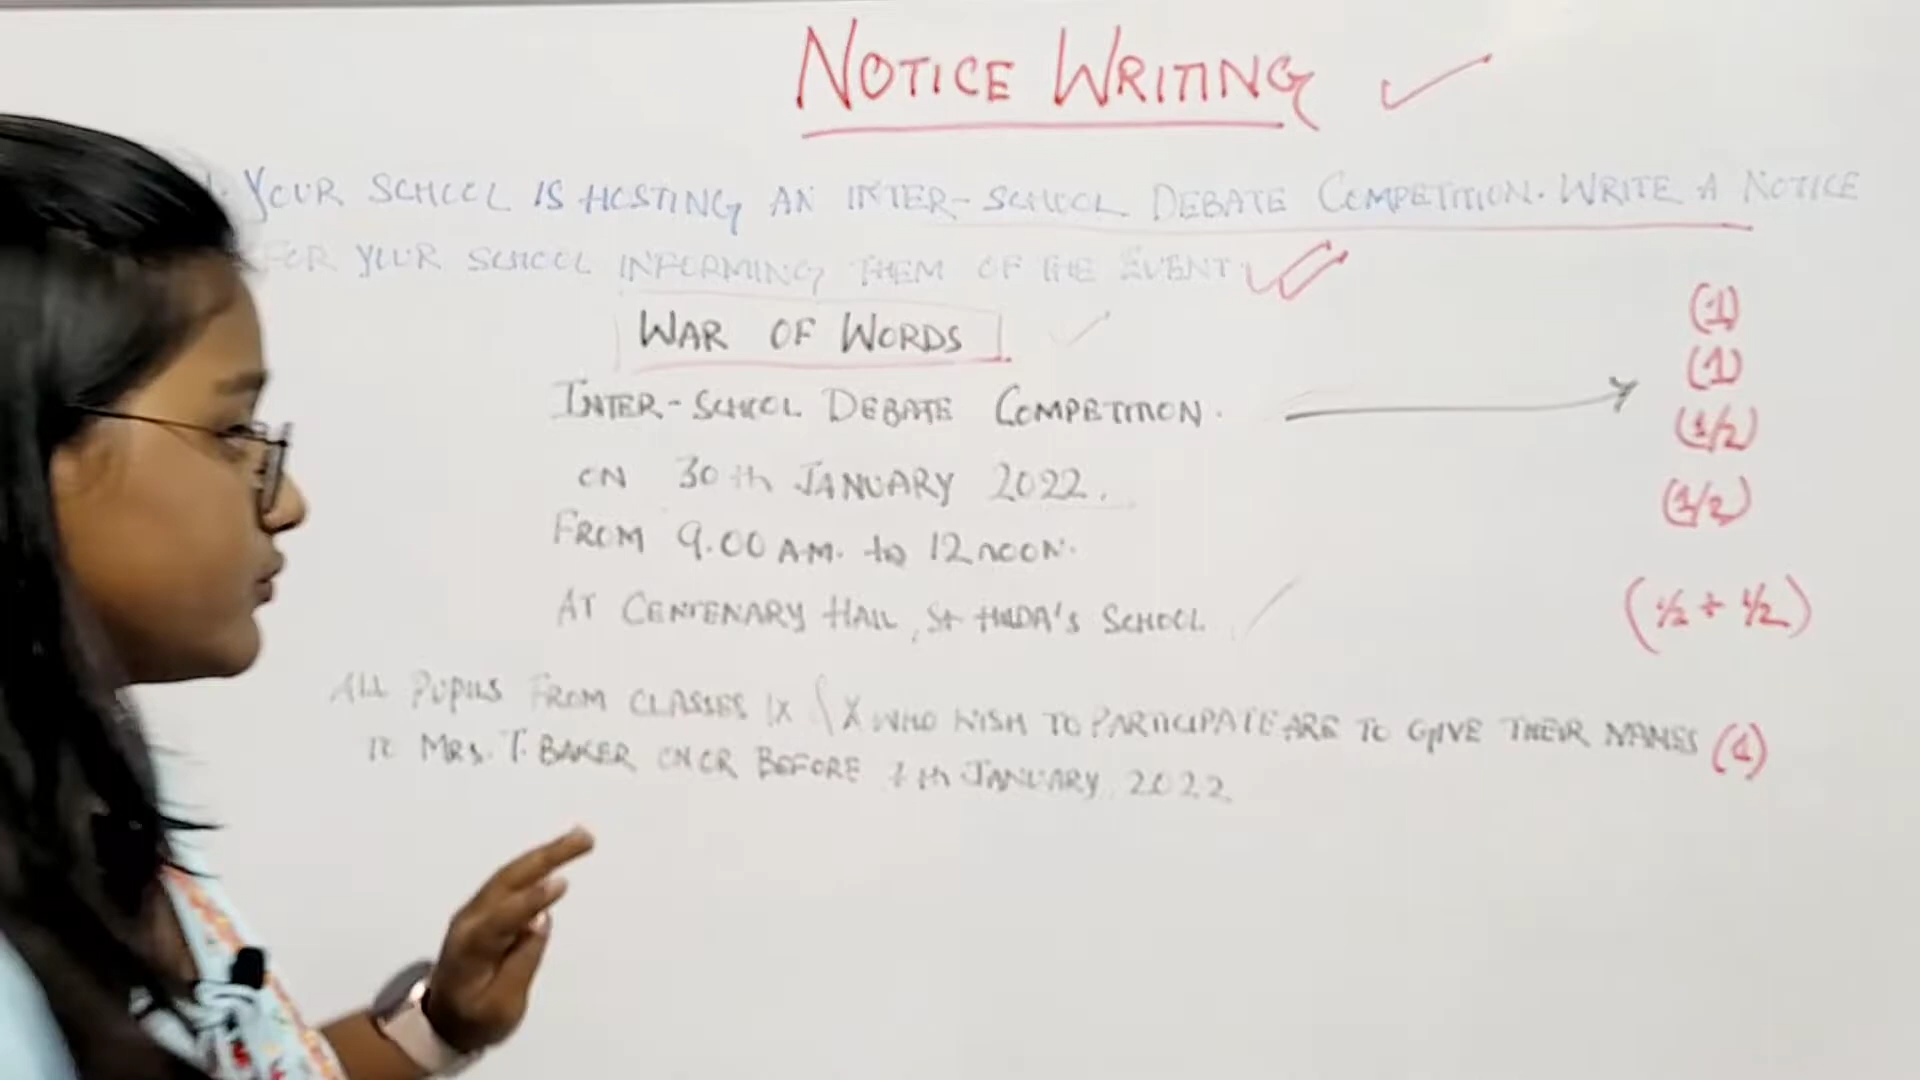 NOTICE WRITING
1. YOUR SCHOOL IS HOSTING AN INTER-SCHOOL DEBATE COMPETITION. WRITE A NOTICE
FOR YOUR SCHOOL INFORMING THEM OF THE EVENT
WAR OF WORDS
(1)
INTER-SCHOOL DEBATE COMPETITION.
(1)
(1/2)
ON 30th JANUARY 2022.
(1/2)
FROM 9.00 A.M. to 12 NOON.
AT CENTENARY HALL, St HILDA'S SCHOOL
(1/2 + 1/2)
ALL PUPILS FROM CLASSES IX & X WHO WISH TO PARTICIPATE ARE TO GIVE THEIR NAMES (1)
TO MRS. T. BAKER ON OR BEFORE 7th JANUARY, 2022.